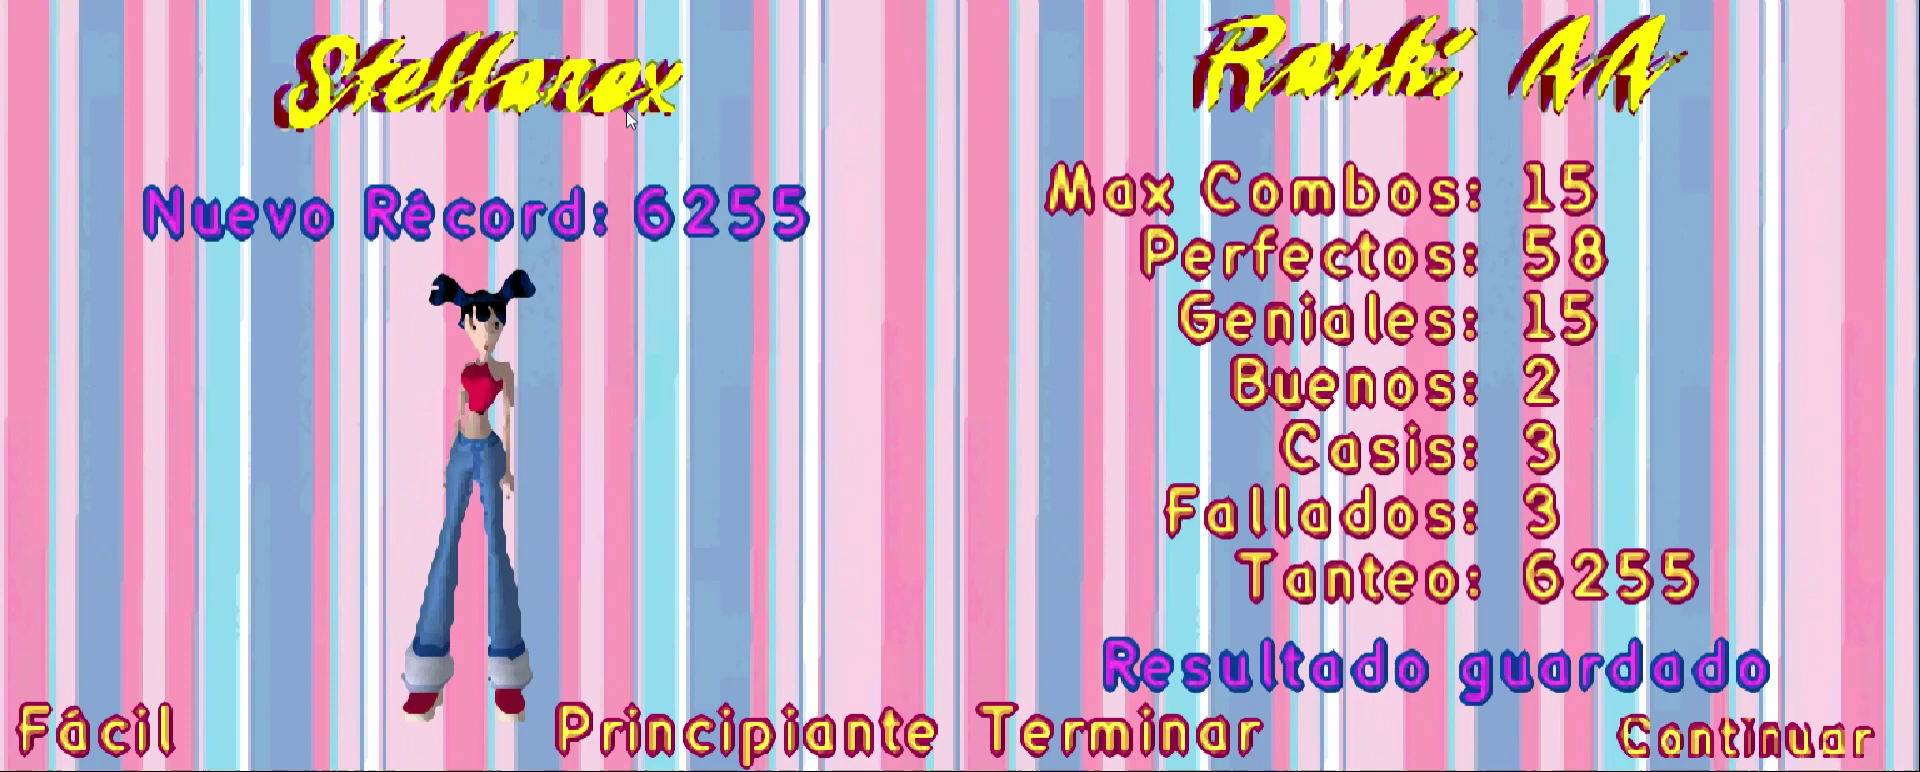 Stellarex
Rank: AA
Nuevo Rêcord: 6255
Max Combos: 15
Perfectos: 58
Geniales: 15
Buenos: 2
Casis: 3
Fallados: 3
Tanteo: 6255
Resultado guardado
Fácil
Principiante
Terminar
Continuar